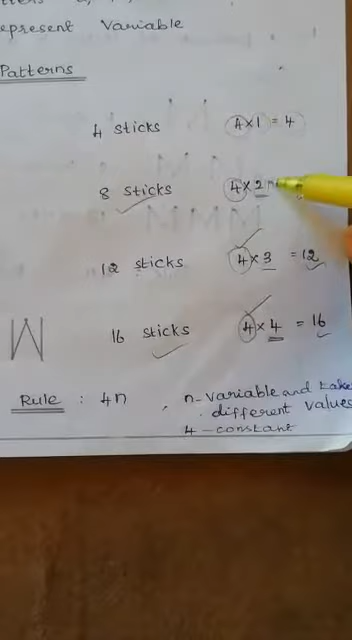 epresent Variable
Patterns
4 sticks 4×1 = 4
8 sticks 4×2
12 sticks 4×3 = 12
16 sticks 4×4 = 16
Rule : 4n , n-variable and take
different values
4 - constant